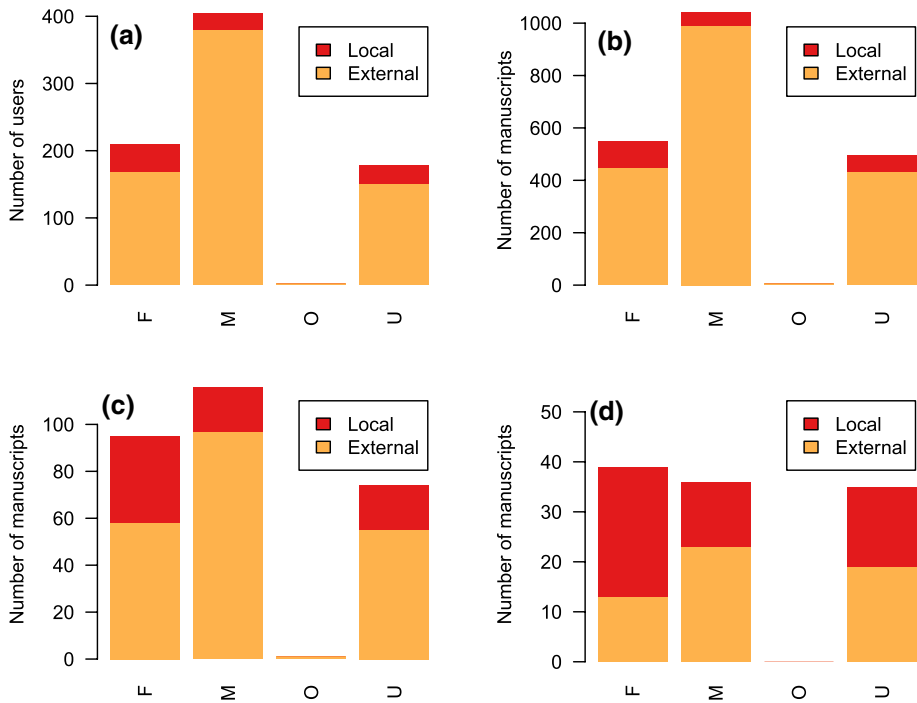 (a)
Number of users
400
300
200
100
0
Local
External
F
M
O
U
(b)
Number of manuscripts
1000
800
600
400
200
0
Local
External
F
M
O
U
(c)
Number of manuscripts
100
80
60
40
20
0
Local
External
F
M
O
U
(d)
Number of manuscripts
50
40
30
20
10
0
Local
External
F
M
O
U